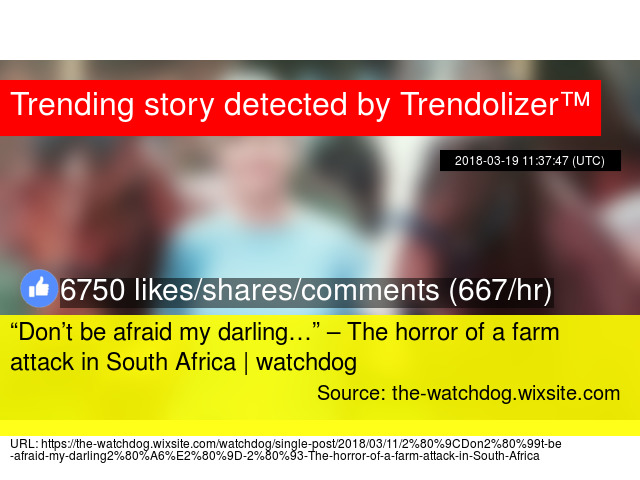 Trending story detected by Trendolizer™
2018-03-19 11:37:47 (UTC)
6750 likes/shares/comments (667/hr)
“Don’t be afraid my darling…” – The horror of a farm
attack in South Africa | watchdog
Source: the-watchdog.wixsite.com
URL: https://the-watchdog.wixsite.com/watchdog/single-post/2018/03/11/2%80%9CDon2%80%99t-be
-afraid-my-darling2%80%A6%E2%80%9D-2%80%93-The-horror-of-a-farm-attack-in-South-Africa